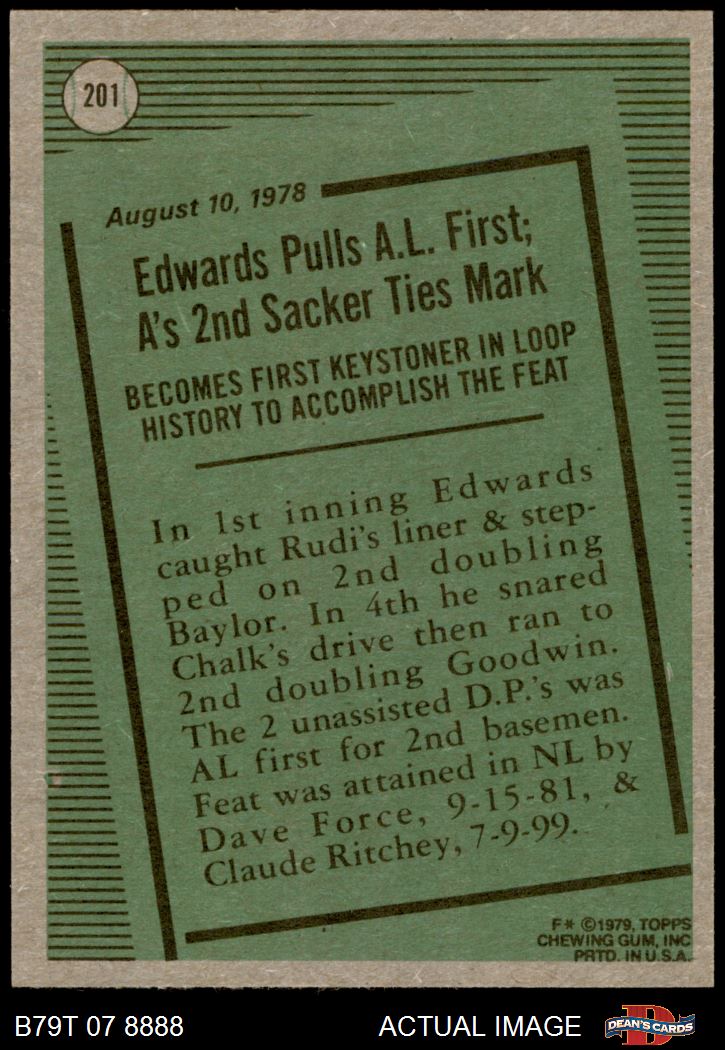 201
August 10, 1978
Edwards Pulls A.L. First;
A's 2nd Sacker Ties Mark
BECOMES FIRST KEYSTONER IN LOOP
HISTORY TO ACCOMPLISH THE FEAT
In 1st inning Edwards
caught Rudi's liner & step-
ped on 2nd doubling
Baylor. In 4th he snared
Chalk's drive then ran to
2nd doubling Goodwin.
The 2 unassisted D.P.'s was
AL first for 2nd basemen.
Feat was attained in NL by
Dave Force, 9-15-81, &
Claude Ritchey, 7-9-99.
F* ©1979, TOPPS
CHEWING GUM, INC
PRTD. IN U.S.A.
B79T 07 8888
ACTUAL IMAGE
D
DEAN'S CARDS